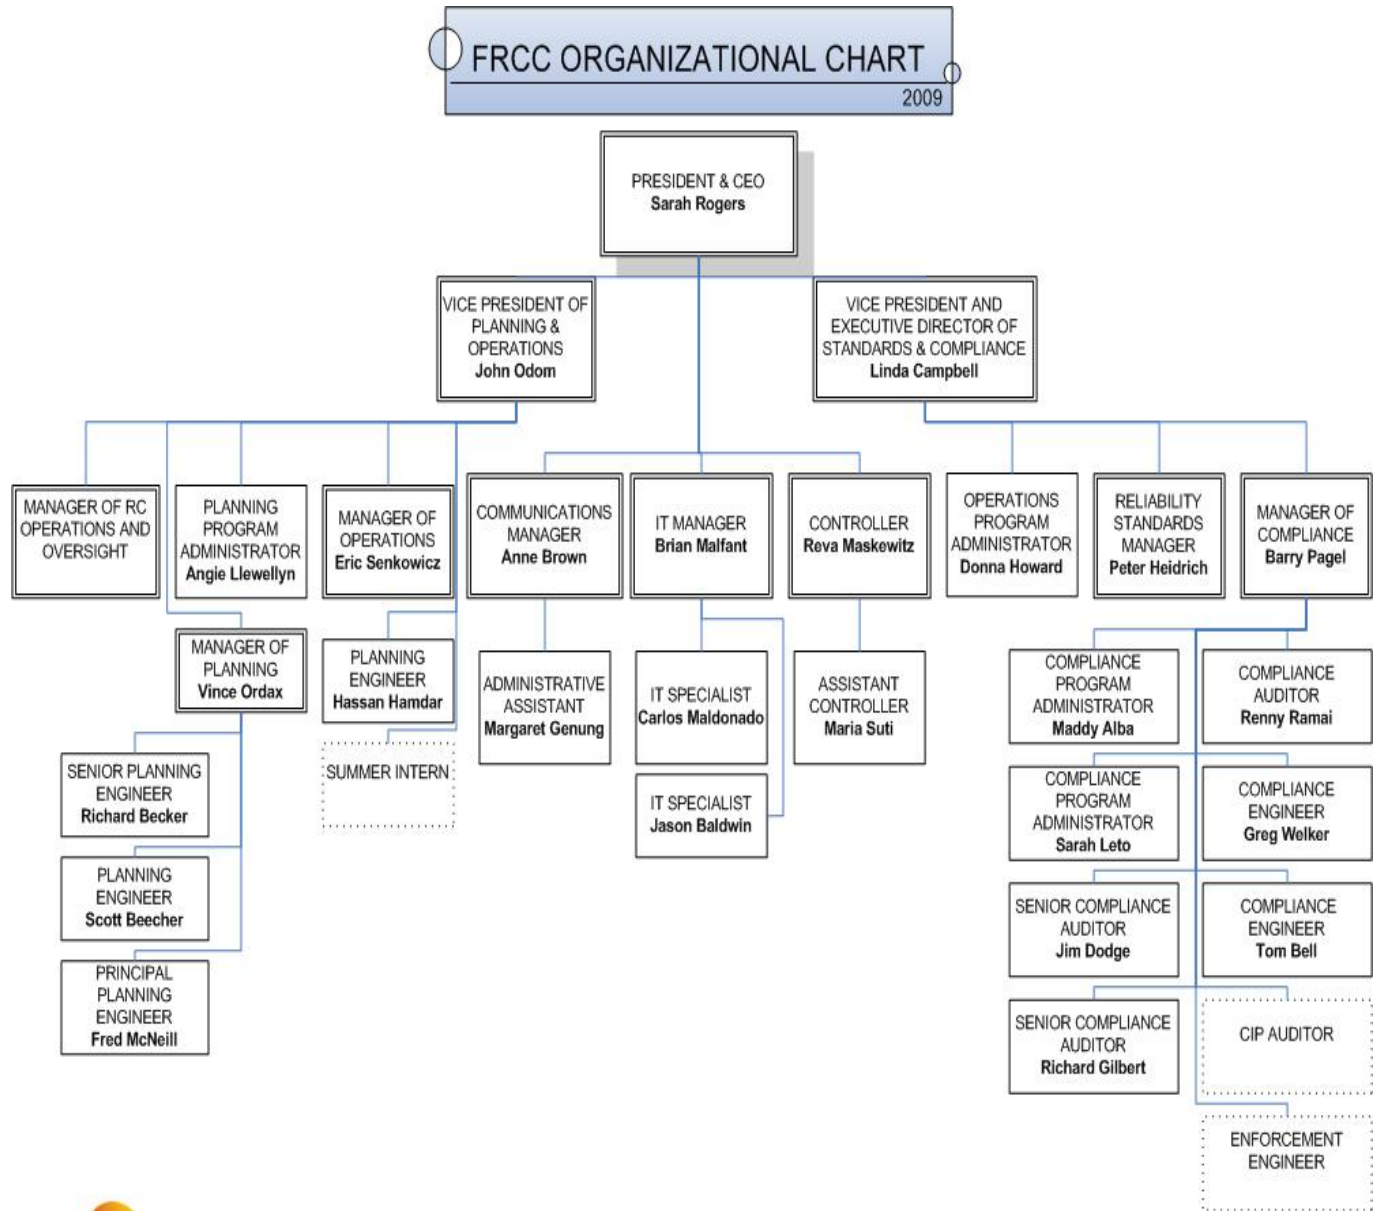 FRCC ORGANIZATIONAL CHART
2009
PRESIDENT & CEO
Sarah Rogers
VICE PRESIDENT OF
PLANNING &
OPERATIONS
John Odom
VICE PRESIDENT AND
EXECUTIVE DIRECTOR OF
STANDARDS & COMPLIANCE
Linda Campbell
MANAGER OF RC
OPERATIONS AND
OVERSIGHT
PLANNING
PROGRAM
ADMINISTRATOR
Angie Llewellyn
MANAGER OF
OPERATIONS
Eric Senkowicz
COMMUNICATIONS
MANAGER
Anne Brown
IT MANAGER
Brian Malfant
CONTROLLER
Reva Maskewitz
OPERATIONS
PROGRAM
ADMINISTRATOR
Donna Howard
RELIABILITY
STANDARDS
MANAGER
Peter Heidrich
MANAGER OF
COMPLIANCE
Barry Pagel
MANAGER OF
PLANNING
Vince Ordax
PLANNING
ENGINEER
Hassan Hamdar
ADMINISTRATIVE
ASSISTANT
Margaret Genung
IT SPECIALIST
Carlos Maldonado
ASSISTANT
CONTROLLER
Maria Suti
COMPLIANCE
PROGRAM
ADMINISTRATOR
Maddy Alba
COMPLIANCE
AUDITOR
Renny Ramai
SENIOR PLANNING
ENGINEER
Richard Becker
SUMMER INTERN
IT SPECIALIST
Jason Baldwin
COMPLIANCE
PROGRAM
ADMINISTRATOR
Sarah Leto
COMPLIANCE
ENGINEER
Greg Welker
PLANNING
ENGINEER
Scott Beecher
SENIOR COMPLIANCE
AUDITOR
Jim Dodge
COMPLIANCE
ENGINEER
Tom Bell
PRINCIPAL
PLANNING
ENGINEER
Fred McNeill
SENIOR COMPLIANCE
AUDITOR
Richard Gilbert
CIP AUDITOR
ENFORCEMENT
ENGINEER